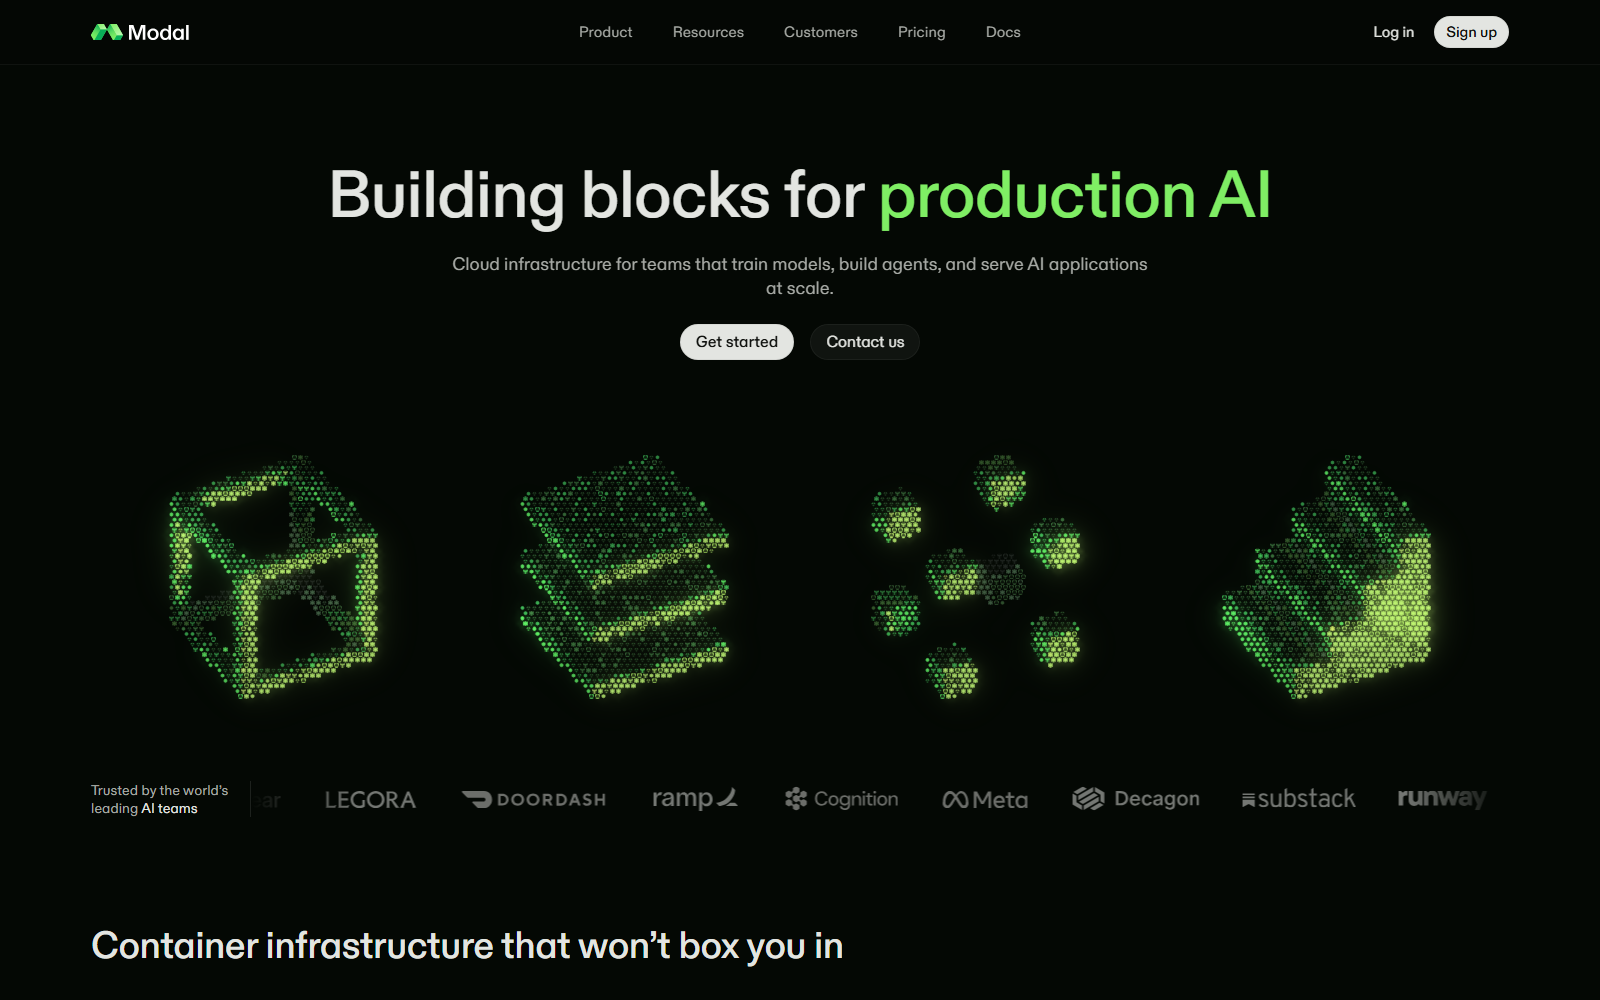 Modal
Product
Resources
Customers
Pricing
Docs
Log in
Sign up
Building blocks for production AI
Cloud infrastructure for teams that train models, build agents, and serve AI applications
at scale.
Get started
Contact us
Trusted by the world's
leading AI teams
LEGORA
DOORDASH
ramp
Cognition
Meta
Decagon
substack
runway
Container infrastructure that won’t box you in